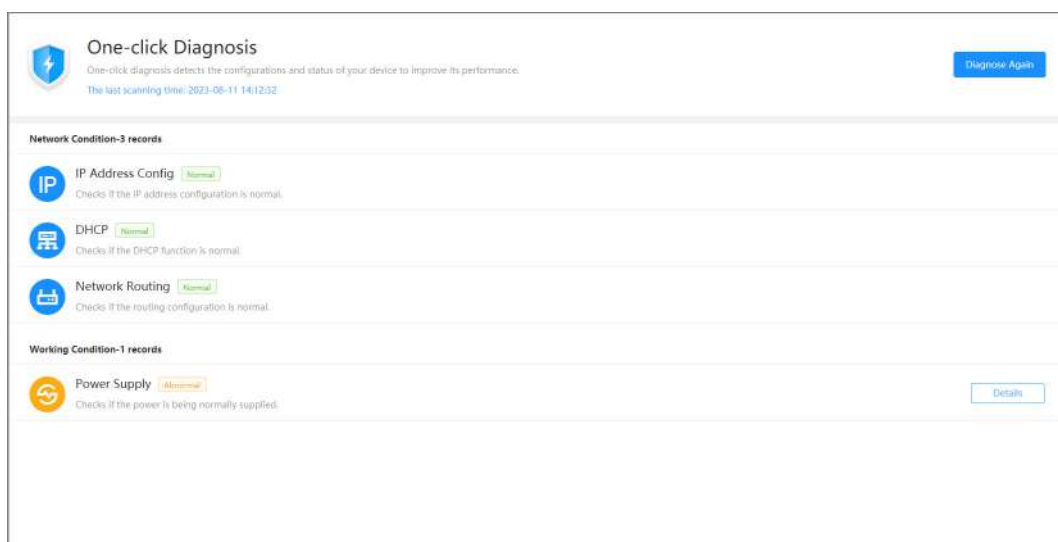 One-click Diagnosis
One-click diagnosis detects the configurations and status of your device to improve its performance.
The last scanning time: 2023-08-11 14:12:32
Diagnose Again
Network Condition-3 records
IP
IP Address Config Normal
Checks if the IP address configuration is normal.
DHCP Normal
Checks if the DHCP function is normal.
Network Routing Normal
Checks if the routing configuration is normal.
Working Condition-1 records
Power Supply Abnormal
Checks if the power is being normally supplied.
Details